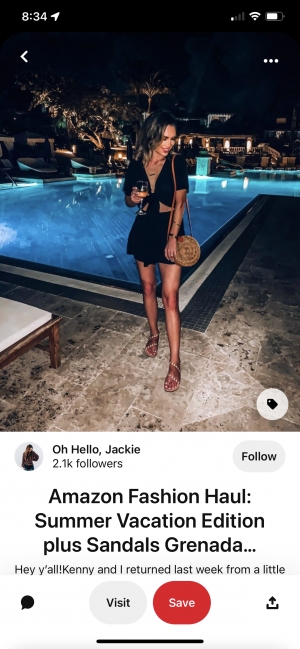 8:34
Oh Hello, Jackie
2.1k followers
Follow
Amazon Fashion Haul:
Summer Vacation Edition
plus Sandals Grenada...
Hey y'all!Kenny and I returned last week from a little
Visit
Save